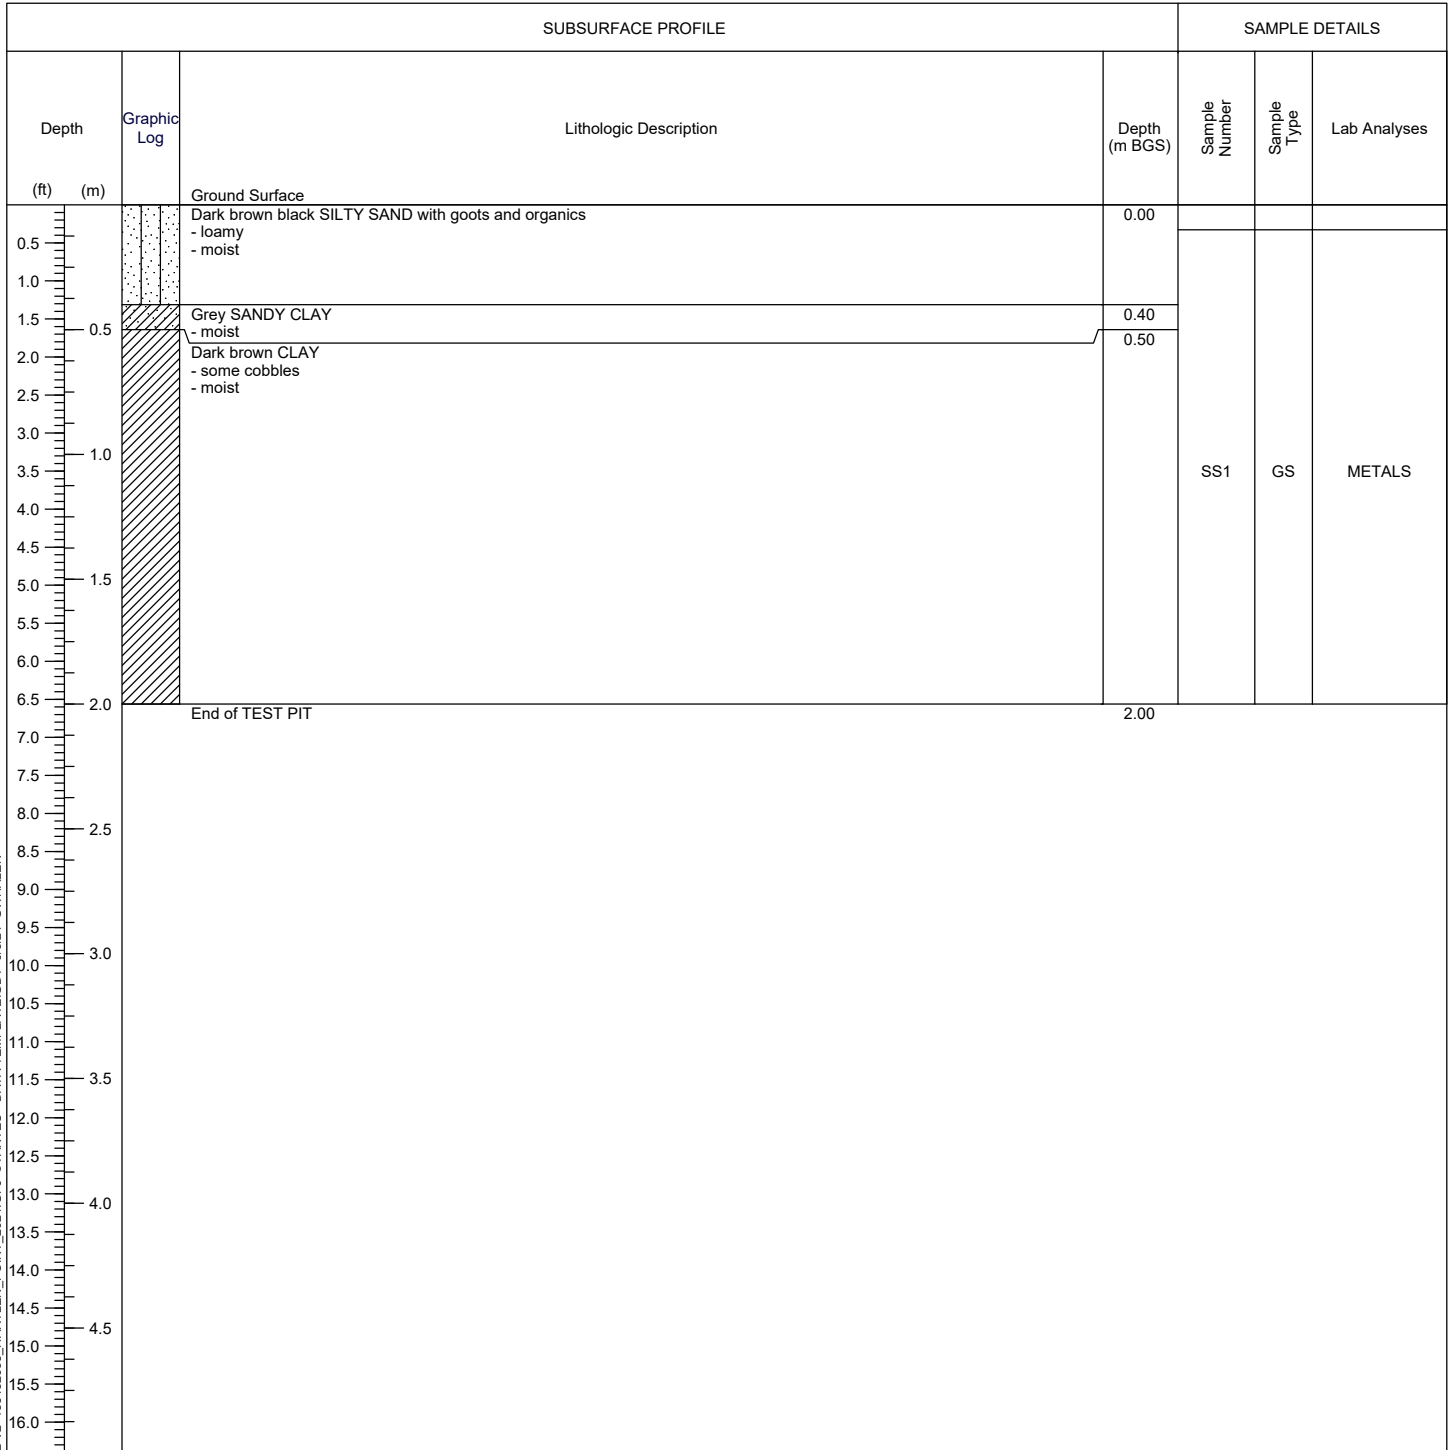 SUBSURFACE PROFILE
SAMPLE DETAILS
Depth
Graphic
Log
Lithologic Description
Depth
(m BGS)
Sample
Number
Sample
Type
Lab Analyses
(ft) (m)
Ground Surface
Dark brown black SILTY SAND with goots and organics
- loamy
- moist
0.00
Grey SANDY CLAY
- moist
0.40
0.50
Dark brown CLAY
- some cobbles
- moist
SS1
GS
METALS
End of TEST PIT
2.00
0.5
1.0
1.5
2.0
2.5
3.0
3.5
4.0
4.5
5.0
5.5
6.0
6.5
7.0
7.5
8.0
8.5
9.0
9.5
10.0
10.5
11.0
11.5
12.0
12.5
13.0
13.5
14.0
14.5
15.0
15.5
16.0
0.5
1.0
1.5
2.0
2.5
3.0
3.5
4.0
4.5